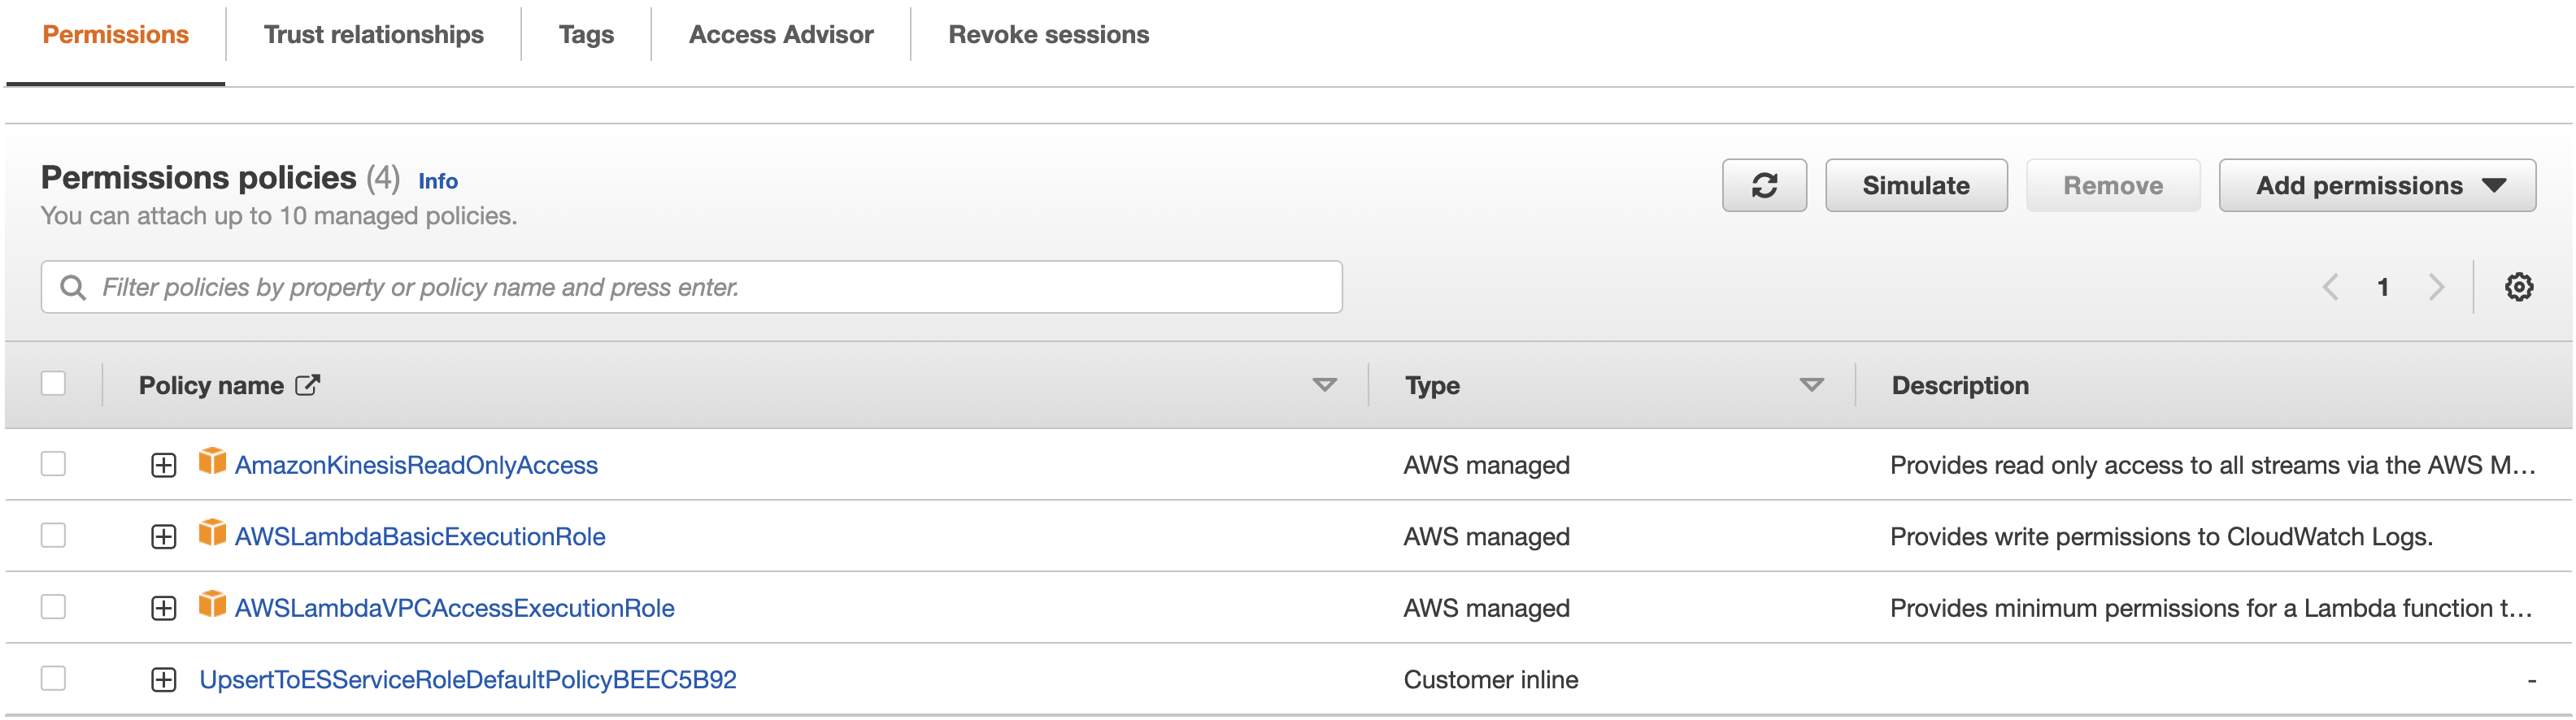 Permissions Trust relationships Tags Access Advisor Revoke sessions
Permissions policies (4) Info
You can attach up to 10 managed policies.
Simulate Remove Add permissions
Filter policies by property or policy name and press enter.
1
Policy name Type Description
AmazonKinesisReadOnlyAccess AWS managed Provides read only access to all streams via the AWS M...
AWSLambdaBasicExecutionRole AWS managed Provides write permissions to CloudWatch Logs.
AWSLambdaVPCAccessExecutionRole AWS managed Provides minimum permissions for a Lambda function t...
UpsertToESServiceRoleDefaultPolicyBEEC5B92 Customer inline -